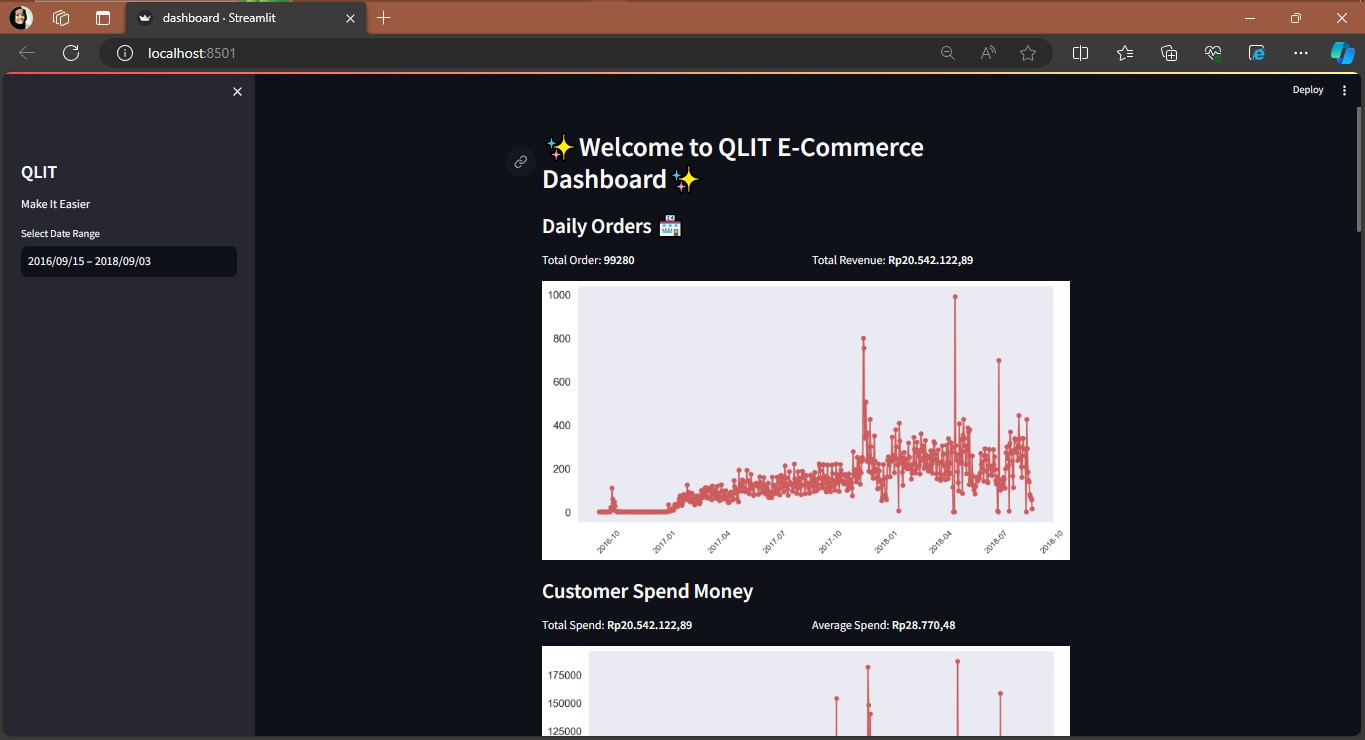 dashboard · Streamlit
localhost:8501
Deploy
QLIT
Make It Easier
Select Date Range
2016/09/15 – 2018/09/03
✨ Welcome to QLIT E-Commerce
Dashboard ✨
Daily Orders 🏪
Total Order: 99280
Total Revenue: Rp20.542.122,89
1000
800
600
400
200
0
2016-10
2017-01
2017-04
2017-07
2017-10
2018-01
2018-04
2018-07
2018-10
Customer Spend Money
Total Spend: Rp20.542.122,89
Average Spend: Rp28.770,48
175000
150000
125000